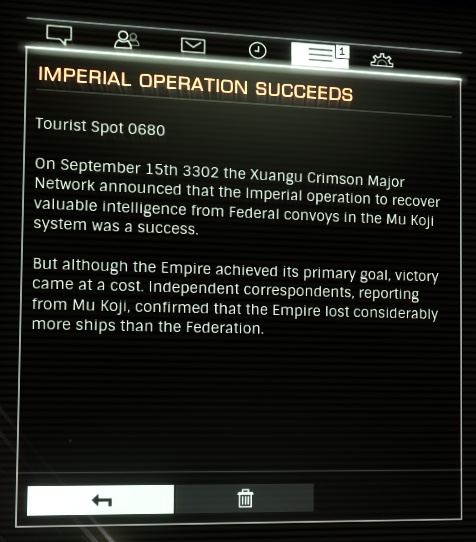 1
IMPERIAL OPERATION SUCCEEDS
Tourist Spot 0680
On September 15th 3302 the Xuangu Crimson Major
Network announced that the Imperial operation to recover
valuable intelligence from Federal convoys in the Mu Koji
system was a success.
But although the Empire achieved its primary goal, victory
came at a cost. Independent correspondents, reporting
from Mu Koji, confirmed that the Empire lost considerably
more ships than the Federation.